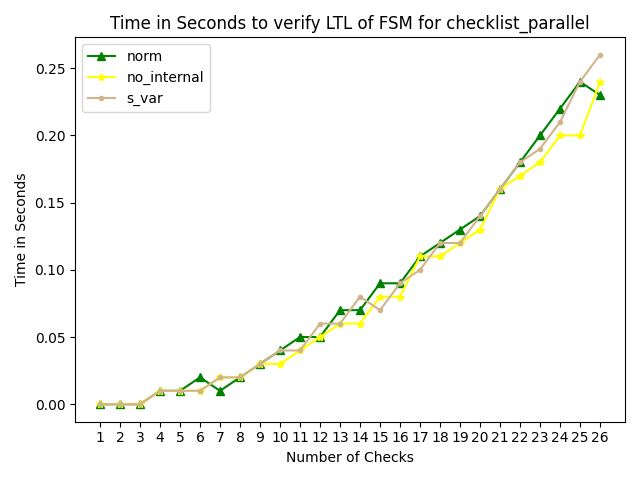 Time in Seconds to verify LTL of FSM for checklist_parallel
norm
no_internal
s_var
Time in Seconds
0.25
0.20
0.15
0.10
0.05
0.00
1 2 3 4 5 6 7 8 9 10 11 12 13 14 15 16 17 18 19 20 21 22 23 24 25 26
Number of Checks